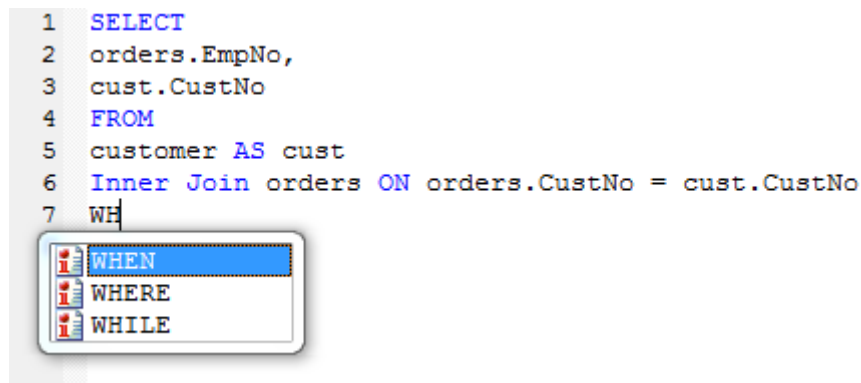 1 SELECT
2 orders.EmpNo,
3 cust.CustNo
4 FROM
5 customer AS cust
6 Inner Join orders ON orders.CustNo = cust.CustNo
7 WH
WHEN
WHERE
WHILE